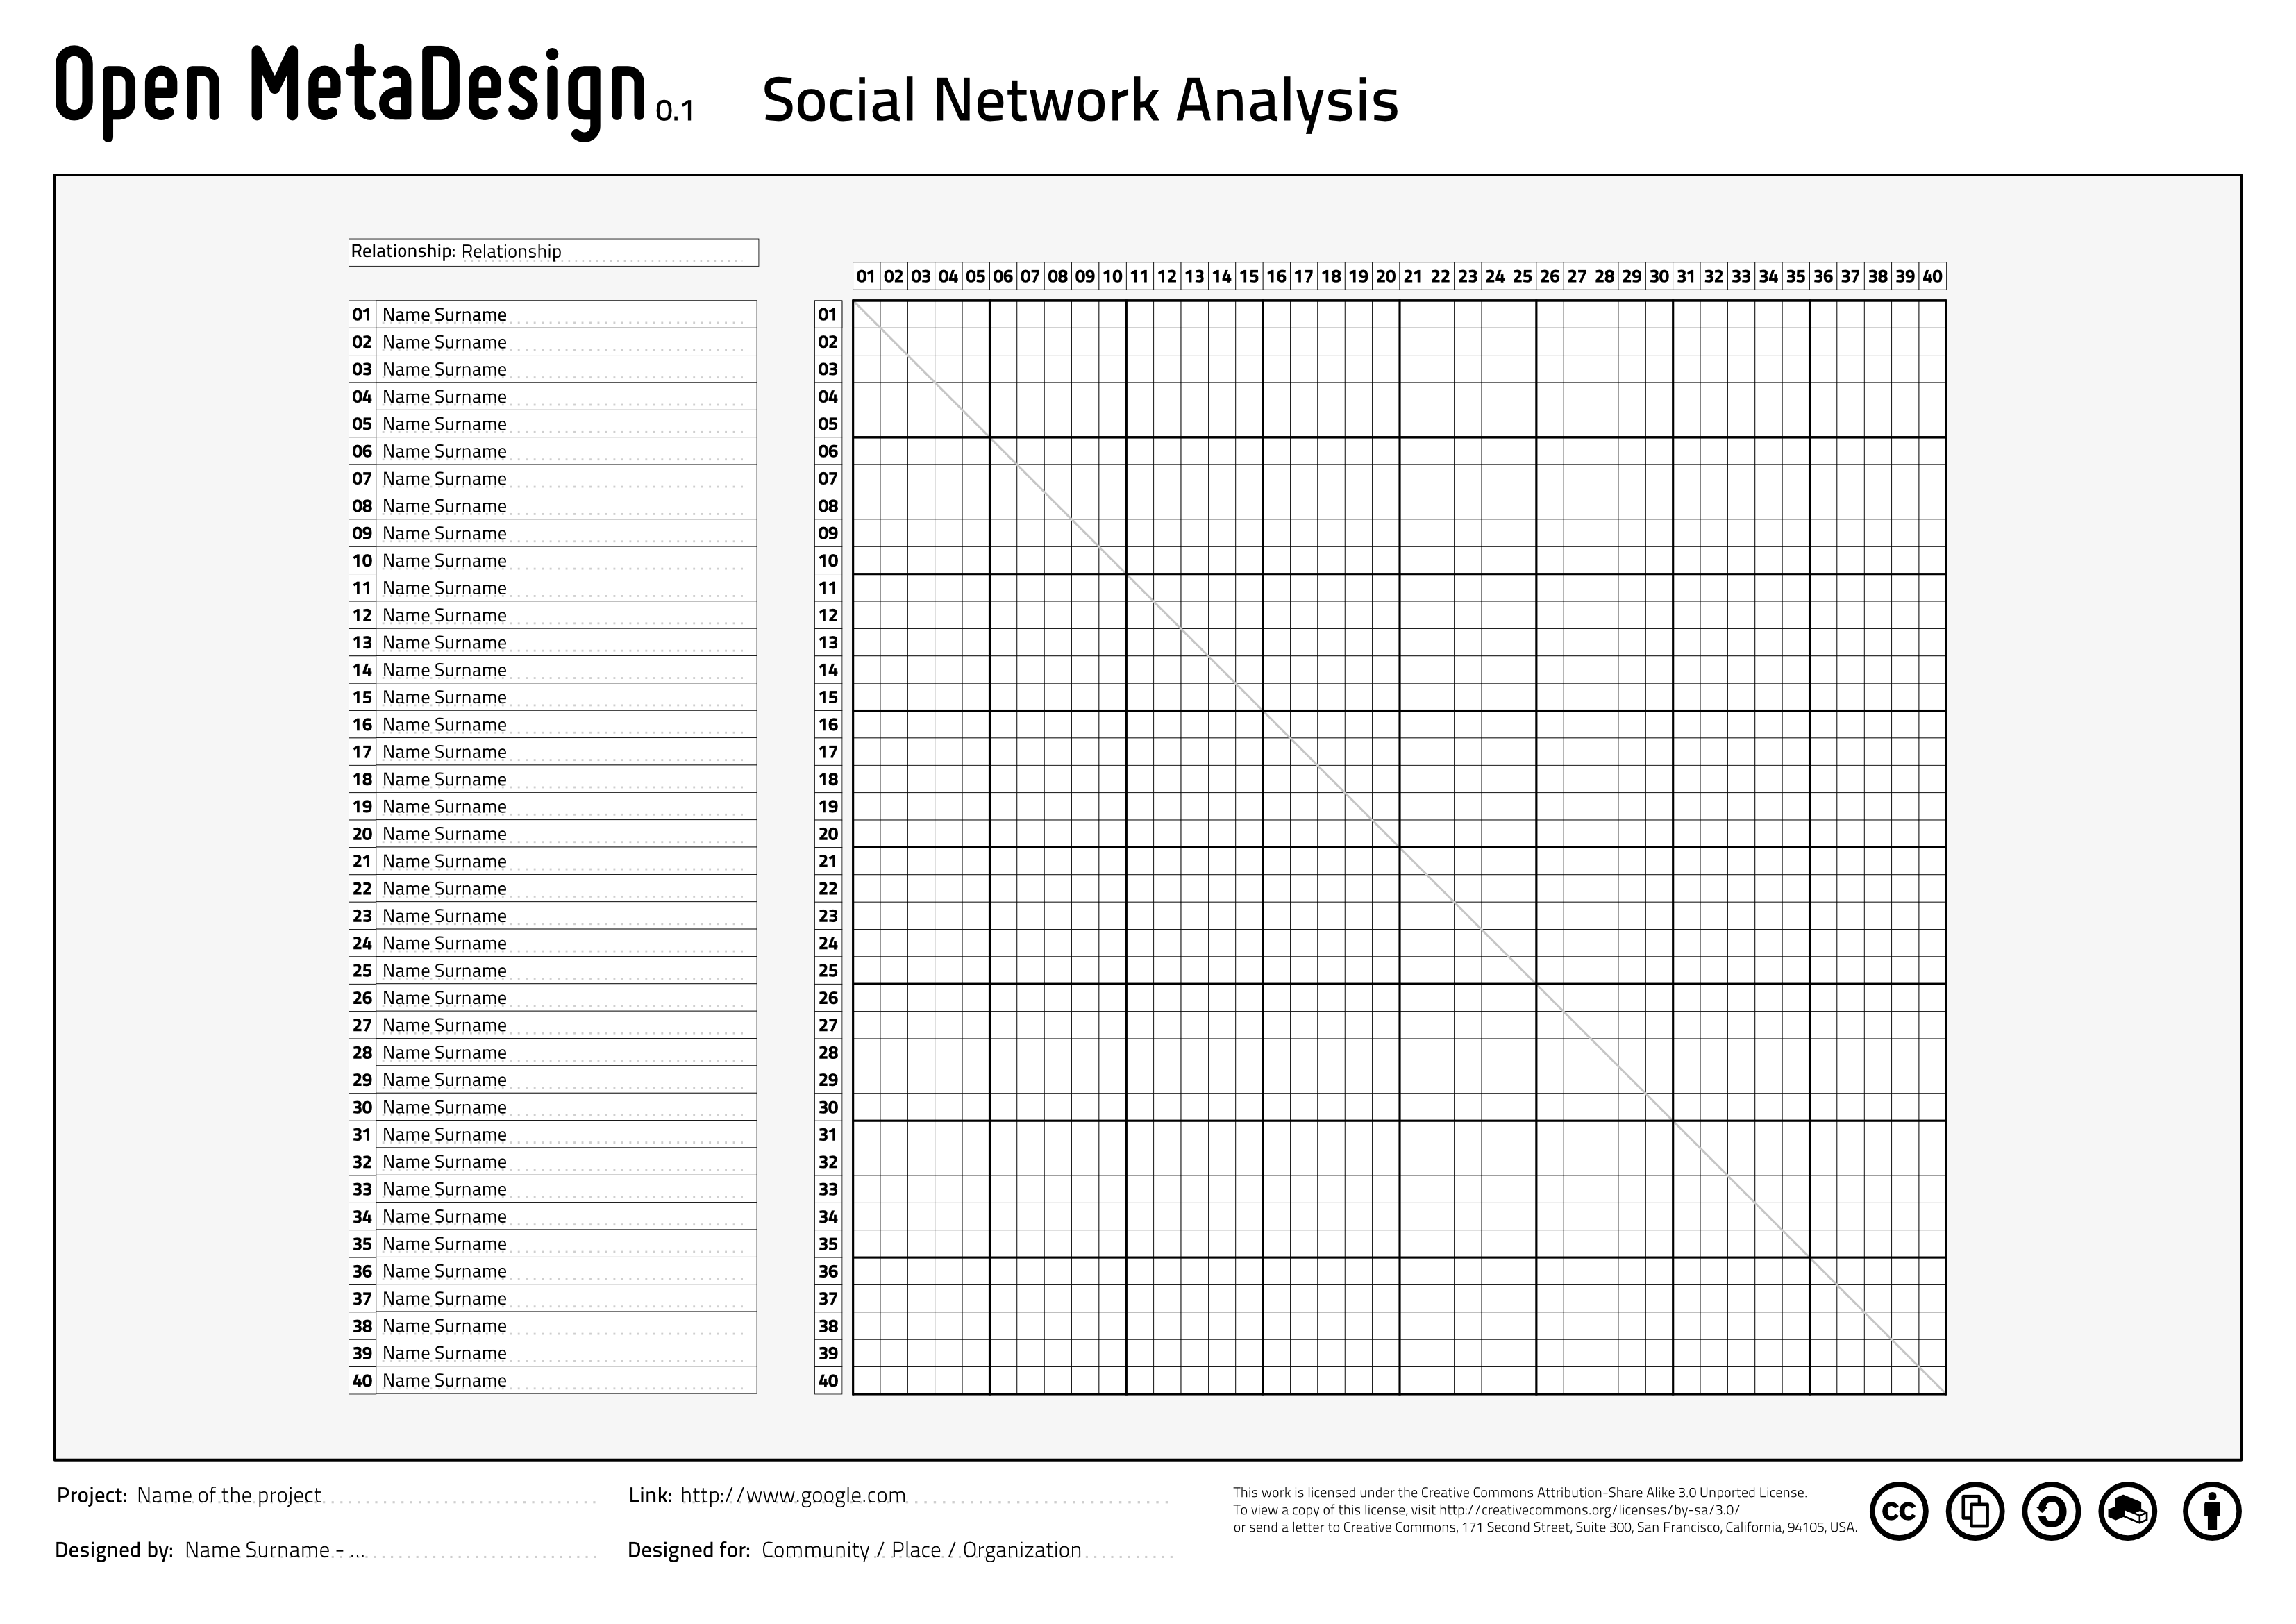 Open MetaDesign 0.1 Social Network Analysis
Relationship: Relationship
01 02 03 04 05 06 07 08 09 10 11 12 13 14 15 16 17 18 19 20 21 22 23 24 25 26 27 28 29 30 31 32 33 34 35 36 37 38 39 40
01 Name Surname 01
02 Name Surname 02
03 Name Surname 03
04 Name Surname 04
05 Name Surname 05
06 Name Surname 06
07 Name Surname 07
08 Name Surname 08
09 Name Surname 09
10 Name Surname 10
11 Name Surname 11
12 Name Surname 12
13 Name Surname 13
14 Name Surname 14
15 Name Surname 15
16 Name Surname 16
17 Name Surname 17
18 Name Surname 18
19 Name Surname 19
20 Name Surname 20
21 Name Surname 21
22 Name Surname 22
23 Name Surname 23
24 Name Surname 24
25 Name Surname 25
26 Name Surname 26
27 Name Surname 27
28 Name Surname 28
29 Name Surname 29
30 Name Surname 30
31 Name Surname 31
32 Name Surname 32
33 Name Surname 33
34 Name Surname 34
35 Name Surname 35
36 Name Surname 36
37 Name Surname 37
38 Name Surname 38
39 Name Surname 39
40 Name Surname 40
Project: Name of the project
Link: http://www.google.com
Designed by: Name Surname - ...
Designed for: Community / Place / Organization
This work is licensed under the Creative Commons Attribution-Share Alike 3.0 Unported License.
To view a copy of this license, visit http://creativecommons.org/licenses/by-sa/3.0/
or send a letter to Creative Commons, 171 Second Street, Suite 300, San Francisco, California, 94105, USA.
cc